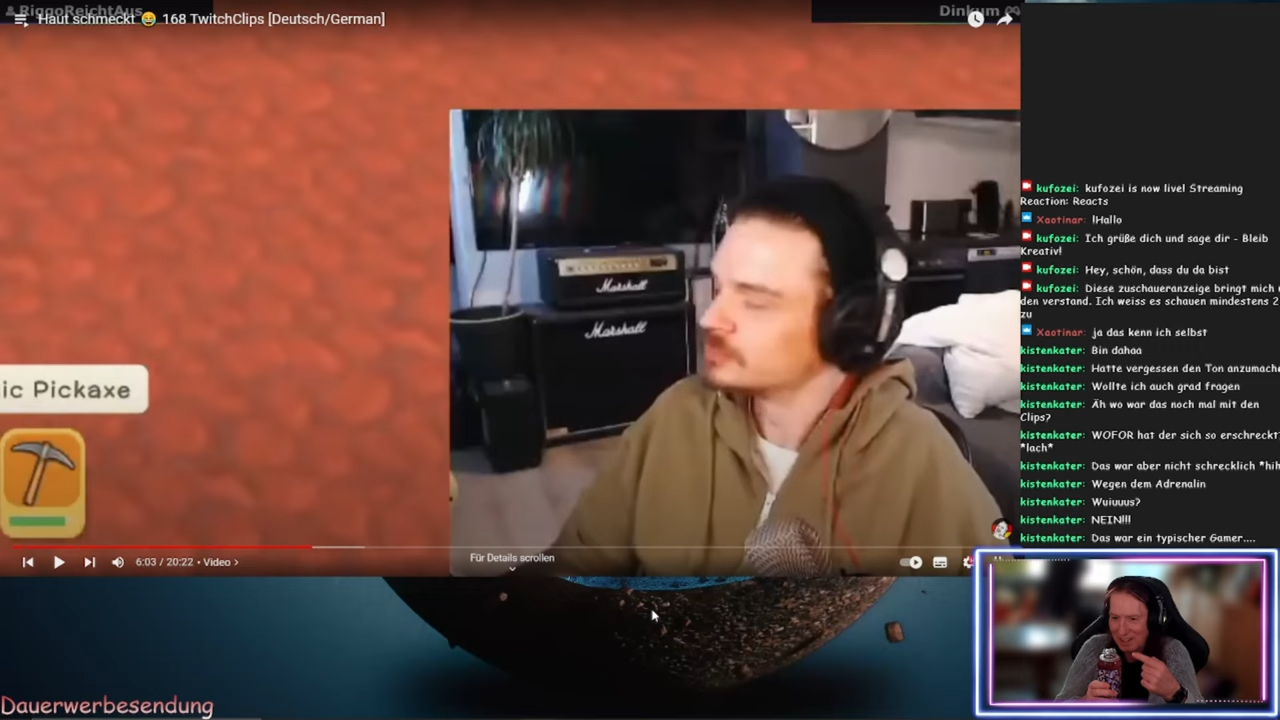 RiggoReichtAus
Haut schmeckt 😂 168 TwitchClips [Deutsch/German]
Dinkum
Marshall
Marshall
ic Pickaxe
6:03 / 20:22 • Video >
Für Details scrollen
kufozei: kufozei is now live! Streaming
Reaction: Reacts
Xaotinar: !Hallo
kufozei: Ich grüße dich und sage dir - Bleib
Kreativ!
kufozei: Hey, schön, dass du da bist
kufozei: Diese zuschaueranzeige bringt mich
den verstand. Ich weiss es schauen mindestens 2
zu
Xaotinar: ja das kenn ich selbst
kistenkater: Bin dahaa
kistenkater: Hatte vergessen den Ton anzumache
kistenkater: Wollte ich auch grad fragen
kistenkater: Äh wo war das noch mal mit den
Clips?
kistenkater: WOFOR hat der sich so erschreckt?
*lach*
kistenkater: Das war aber nicht schrecklich *hih
kistenkater: Wegen dem Adrenalin
kistenkater: Wuiuuus?
kistenkater: NEIN!!!
kistenkater: Das war ein typischer Gamer....
Dauerwerbesendung